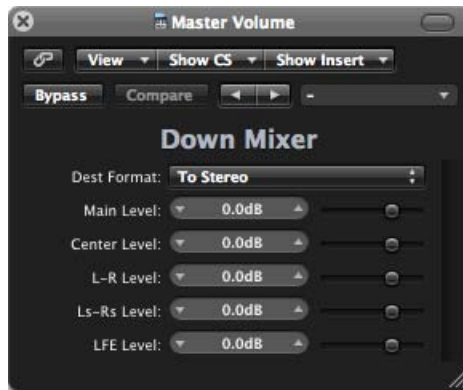 Master Volume
View Show CS Show Insert
Bypass Compare -
Down Mixer
Dest Format: To Stereo
Main Level: 0.0dB
Center Level: 0.0dB
L-R Level: 0.0dB
Ls-Rs Level: 0.0dB
LFE Level: 0.0dB